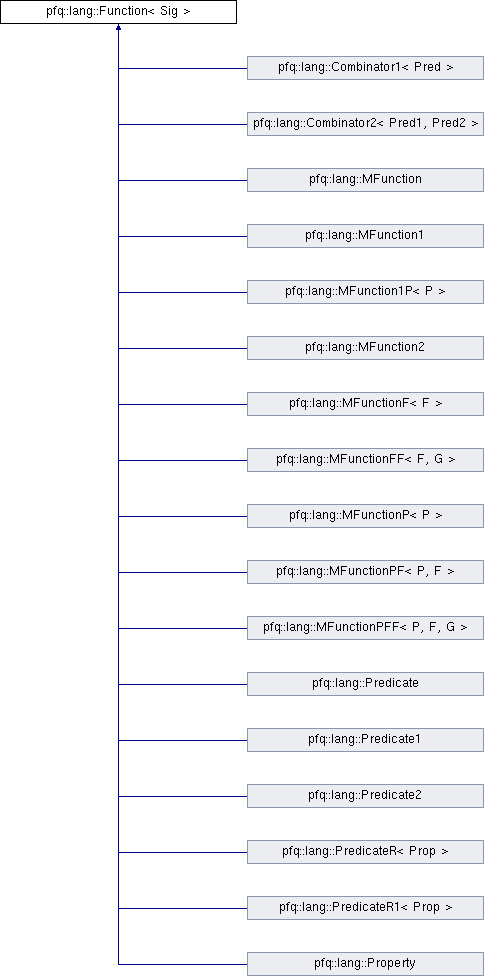 pfq::lang::Function< Sig >
pfq::lang::Combinator1< Pred >
pfq::lang::Combinator2< Pred1, Pred2 >
pfq::lang::MFunction
pfq::lang::MFunction1
pfq::lang::MFunction1P< P >
pfq::lang::MFunction2
pfq::lang::MFunctionF< F >
pfq::lang::MFunctionFF< F, G >
pfq::lang::MFunctionP< P >
pfq::lang::MFunctionPF< P, F >
pfq::lang::MFunctionPFF< P, F, G >
pfq::lang::Predicate
pfq::lang::Predicate1
pfq::lang::Predicate2
pfq::lang::PredicateR< Prop >
pfq::lang::PredicateR1< Prop >
pfq::lang::Property